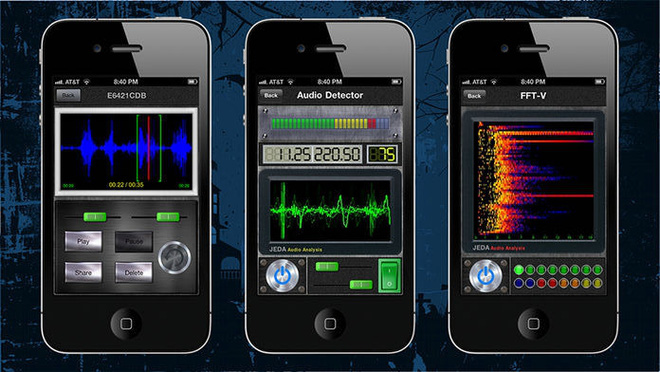 AT&T 8:40 PM
Back E6421CDB
00:22 / 00:35
Play Pause
Share Delete
AT&T 8:40 PM
Back Audio Detector
11.25 220.50 75
JEDA Audio Analysis
AT&T 8:40 PM
Back FFT-V
JEDA Audio Analysis